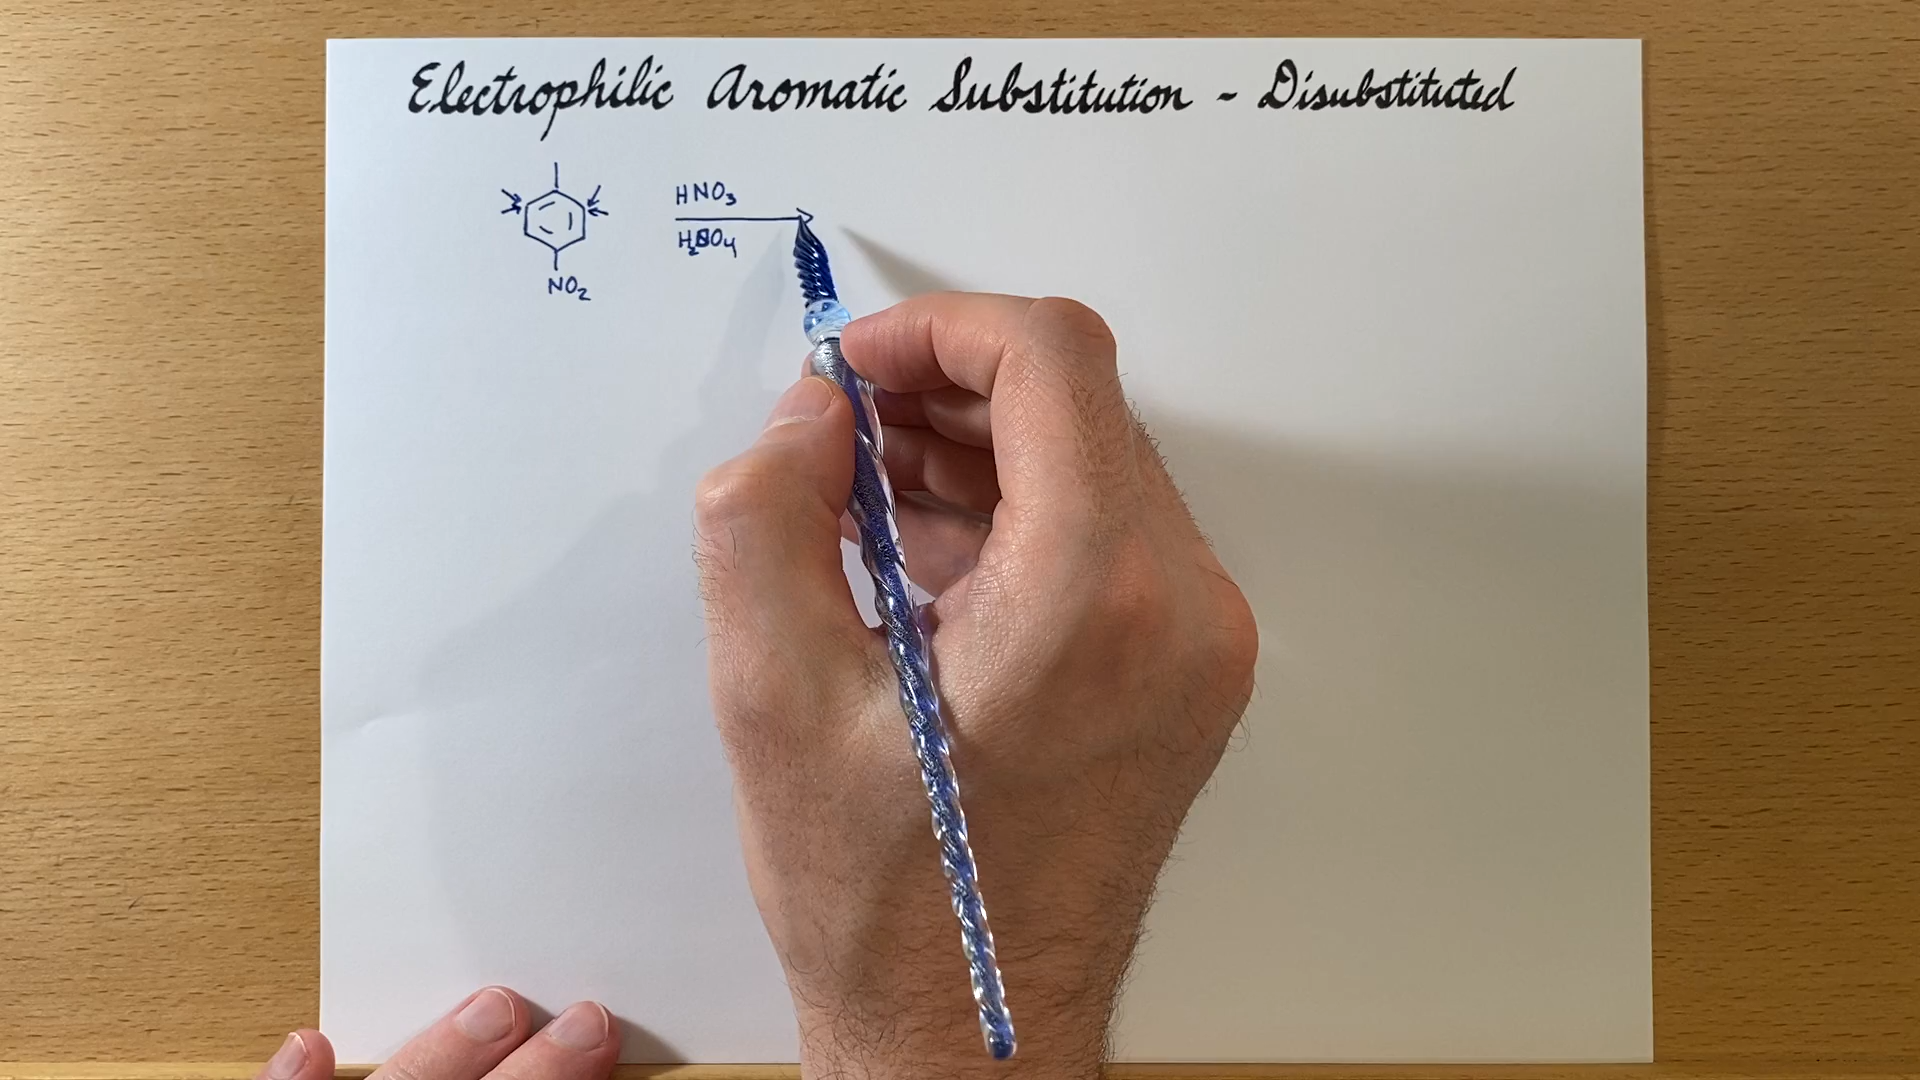 Electrophilic Aromatic Substitution - Disubstituted
HNO₃
H₂SO₄
NO₂